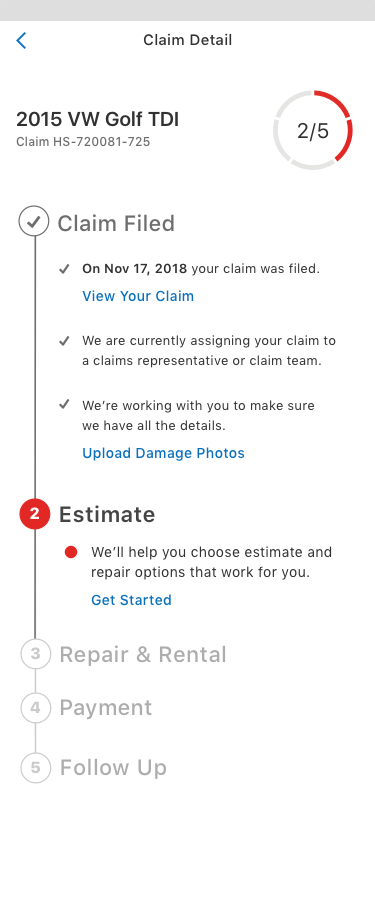 Claim Detail
2015 VW Golf TDI
Claim HS-720081-725
2/5
Claim Filed
On Nov 17, 2018 your claim was filed.
View Your Claim
We are currently assigning your claim to
a claims representative or claim team.
We’re working with you to make sure
we have all the details.
Upload Damage Photos
2 Estimate
We’ll help you choose estimate and
repair options that work for you.
Get Started
3 Repair & Rental
4 Payment
5 Follow Up